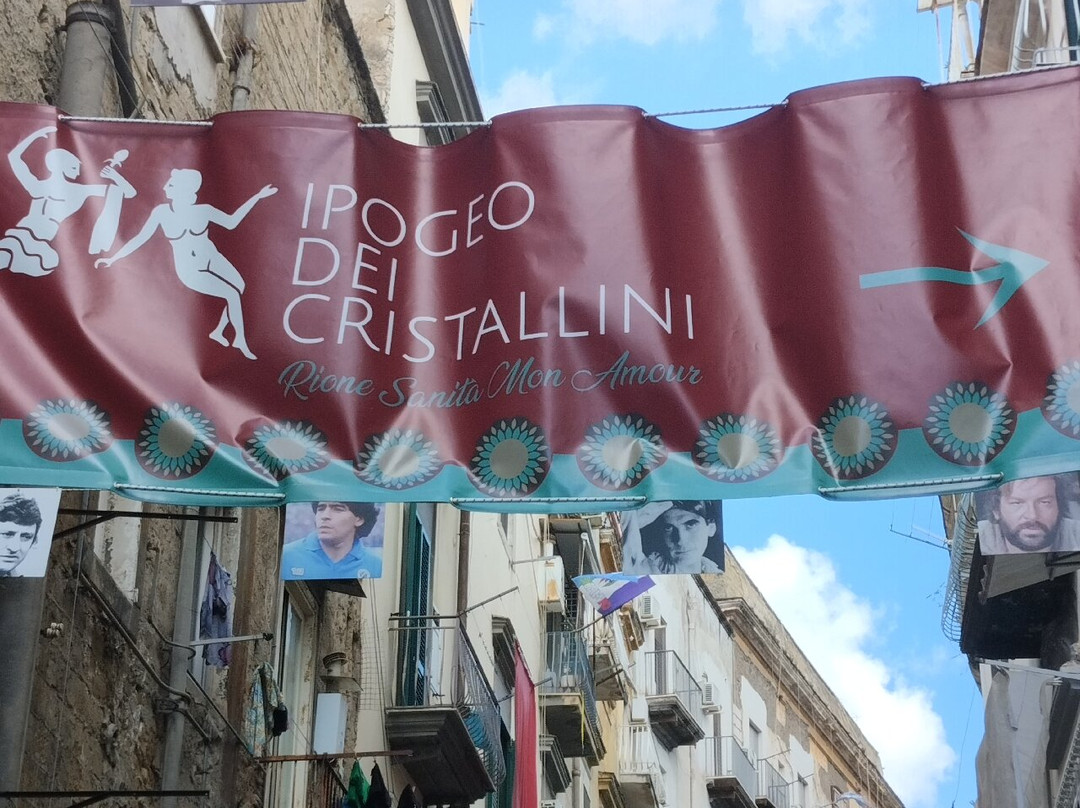 IPOGEO
DEI
CRISTALLINI
Rione Sanità Mon Amour